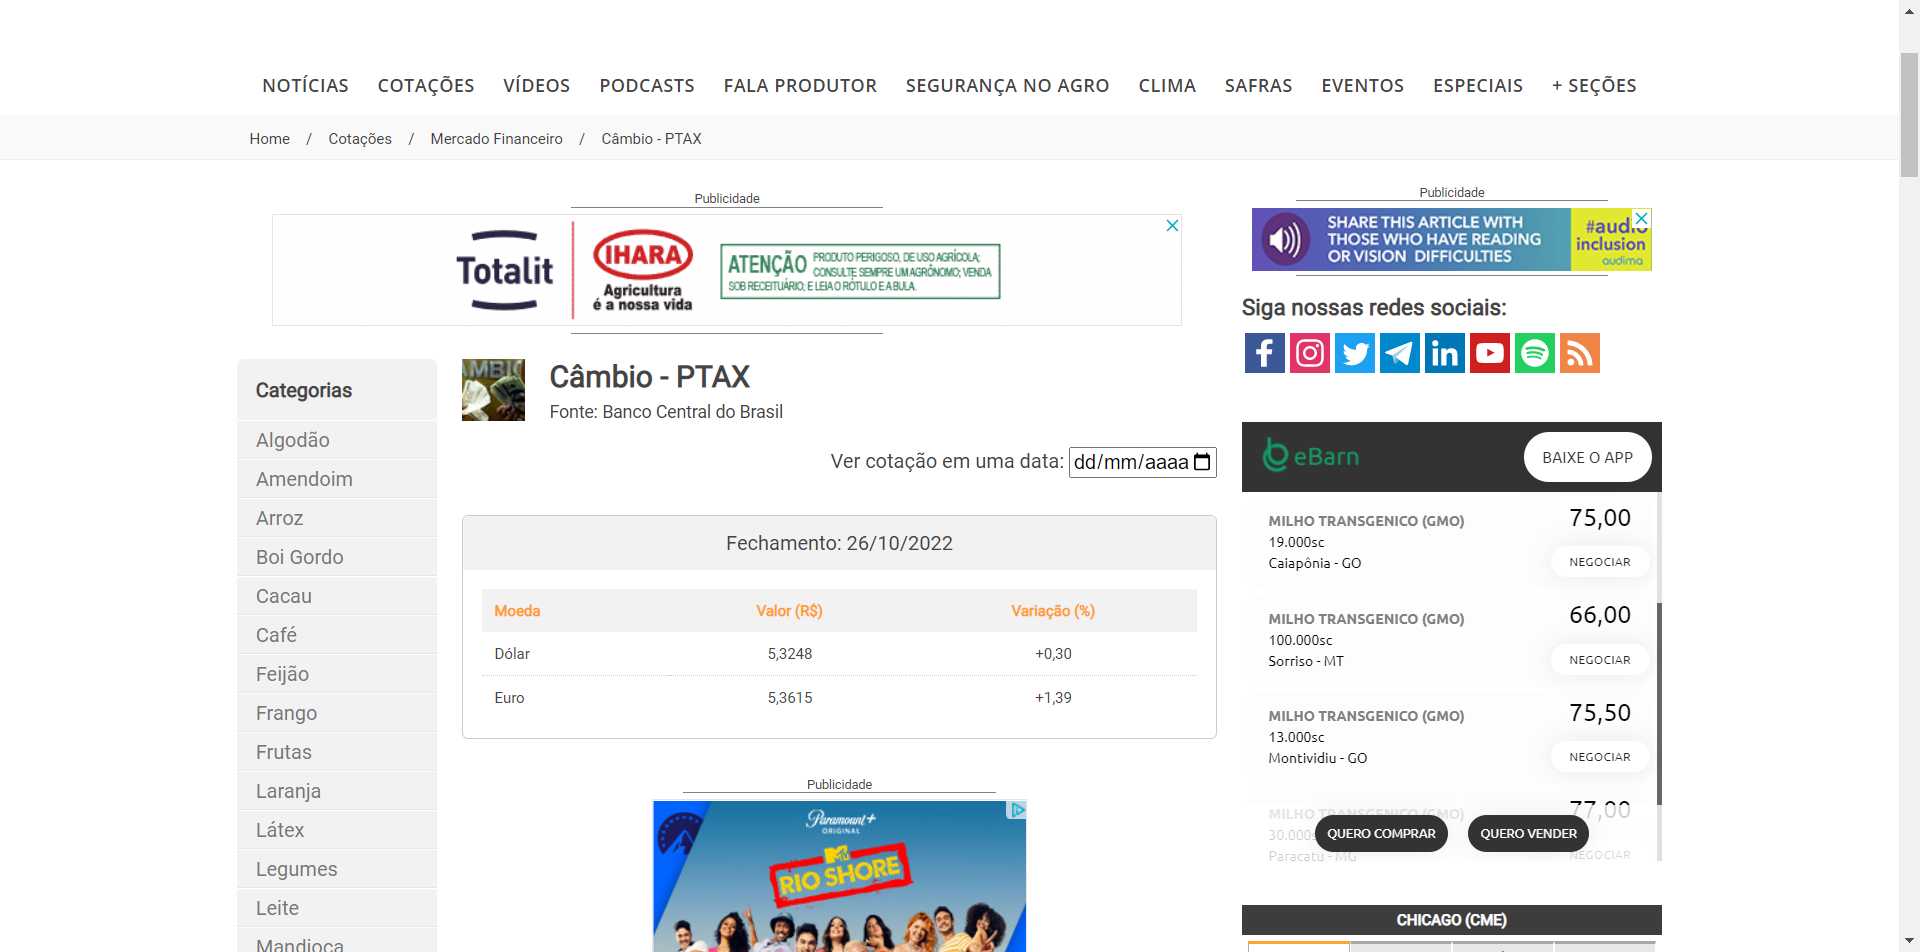 NOTÍCIAS COTAÇÕES VÍDEOS PODCASTS FALA PRODUTOR SEGURANÇA NO AGRO CLIMA SAFRAS EVENTOS ESPECIAIS + SEÇÕES
Home / Cotações / Mercado Financeiro / Câmbio - PTAX
Publicidade
Totalit
IHARA
Agricultura
é a nossa vida
ATENÇÃO PRODUTO PERIGOSO, DE USO AGRÍCOLA;
CONSULTE SEMPRE UM AGRÔNOMO; VENDA
SOB RECEITUÁRIO; E LEIA O RÓTULO E A BULA.
Publicidade
SHARE THIS ARTICLE WITH
THOSE WHO HAVE READING
OR VISION DIFFICULTIES
#audio
inclusion
audima
Siga nossas redes sociais:
Categorias
Algodão
Amendoim
Arroz
Boi Gordo
Cacau
Café
Feijão
Frango
Frutas
Laranja
Látex
Legumes
Leite
Mandioca
Câmbio - PTAX
Fonte: Banco Central do Brasil
Ver cotação em uma data: dd/mm/aaaa
Fechamento: 26/10/2022
Moeda Valor (R$) Variação (%)
Dólar 5,3248 +0,30
Euro 5,3615 +1,39
Publicidade
Paramount+
ORIGINAL
MTV
RIO SHORE
eBarn
BAIXE O APP
MILHO TRANSGENICO (GMO) 75,00
19.000sc
Caiapônia - GO NEGOCIAR
MILHO TRANSGENICO (GMO) 66,00
100.000sc
Sorriso - MT NEGOCIAR
MILHO TRANSGENICO (GMO) 75,50
13.000sc
Montividiu - GO NEGOCIAR
MILHO TRANSGENICO (GMO) 77,00
30.000s
Paracatu - MG NEGOCIAR
QUERO COMPRAR QUERO VENDER
CHICAGO (CME)